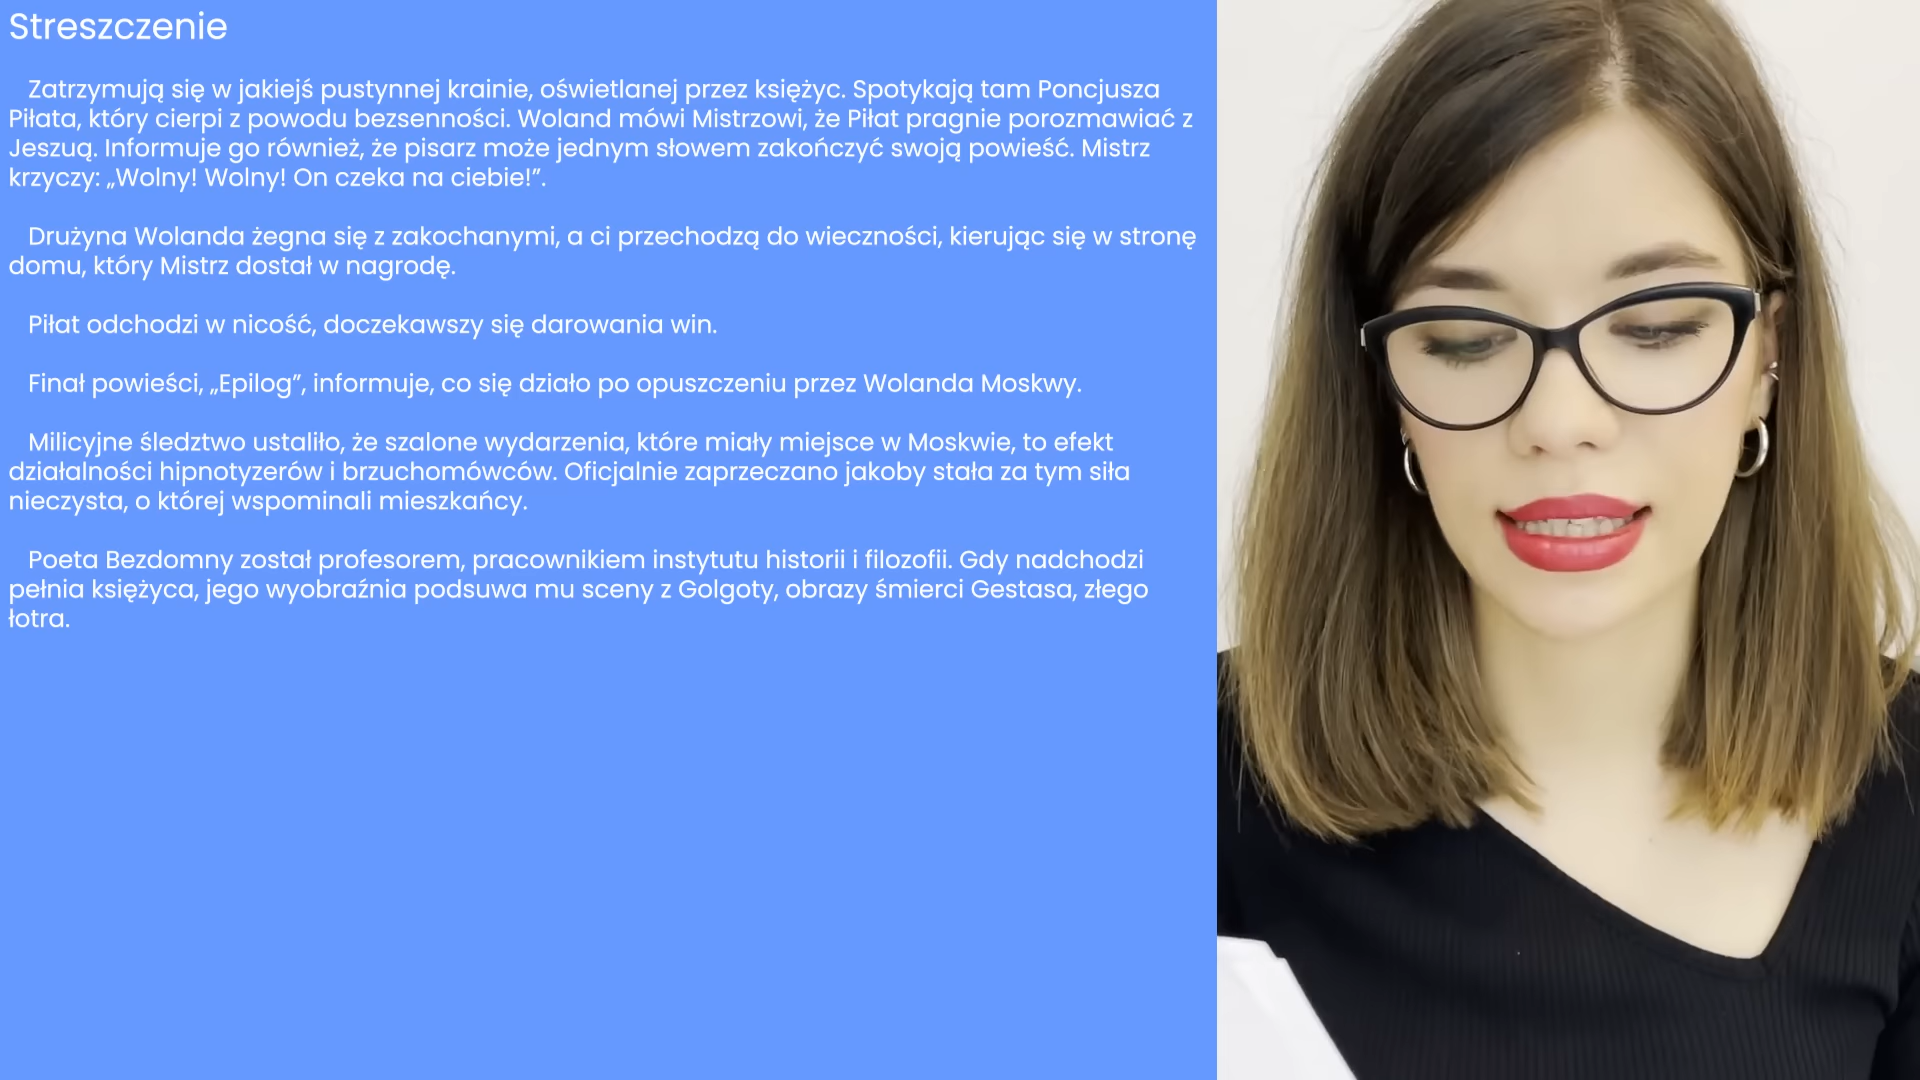 Streszczenie
Zatrzymują się w jakiejś pustynnej krainie, oświetlanej przez księżyc. Spotykają tam Poncjusza
Piłata, który cierpi z powodu bezsenności. Woland mówi Mistrzowi, że Piłat pragnie porozmawiać z
Jeszuą. Informuje go również, że pisarz może jednym słowem zakończyć swoją powieść. Mistrz
krzyczy: „Wolny! Wolny! On czeka na ciebie!”.
Drużyna Wolanda żegna się z zakochanymi, a ci przechodzą do wieczności, kierując się w stronę
domu, który Mistrz dostał w nagrodę.
Piłat odchodzi w nicość, doczekawszy się darowania win.
Finał powieści, „Epilog”, informuje, co się działo po opuszczeniu przez Wolanda Moskwy.
Milicyjne śledztwo ustaliło, że szalone wydarzenia, które miały miejsce w Moskwie, to efekt
działalności hipnotyzerów i brzuchomówców. Oficjalnie zaprzeczano jakoby stała za tym siła
nieczysta, o której wspominali mieszkańcy.
Poeta Bezdomny został profesorem, pracownikiem instytutu historii i filozofii. Gdy nadchodzi
pełnia księżyca, jego wyobraźnia podsuwa mu sceny z Golgoty, obrazy śmierci Gestasa, złego
łotra.